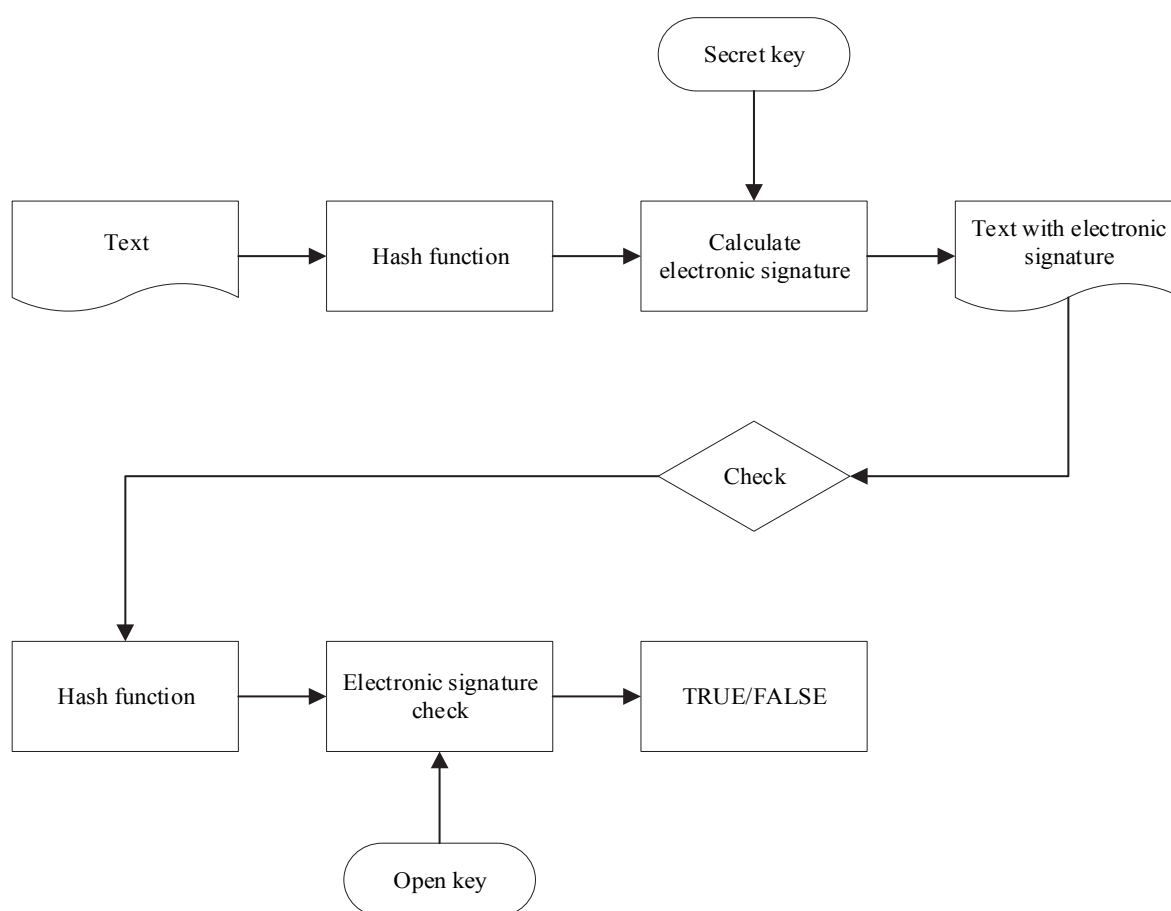 Secret key
Text
Hash function
Calculate
electronic signature
Text with electronic
signature
Check
Hash function
Electronic signature
check
TRUE/FALSE
Open key